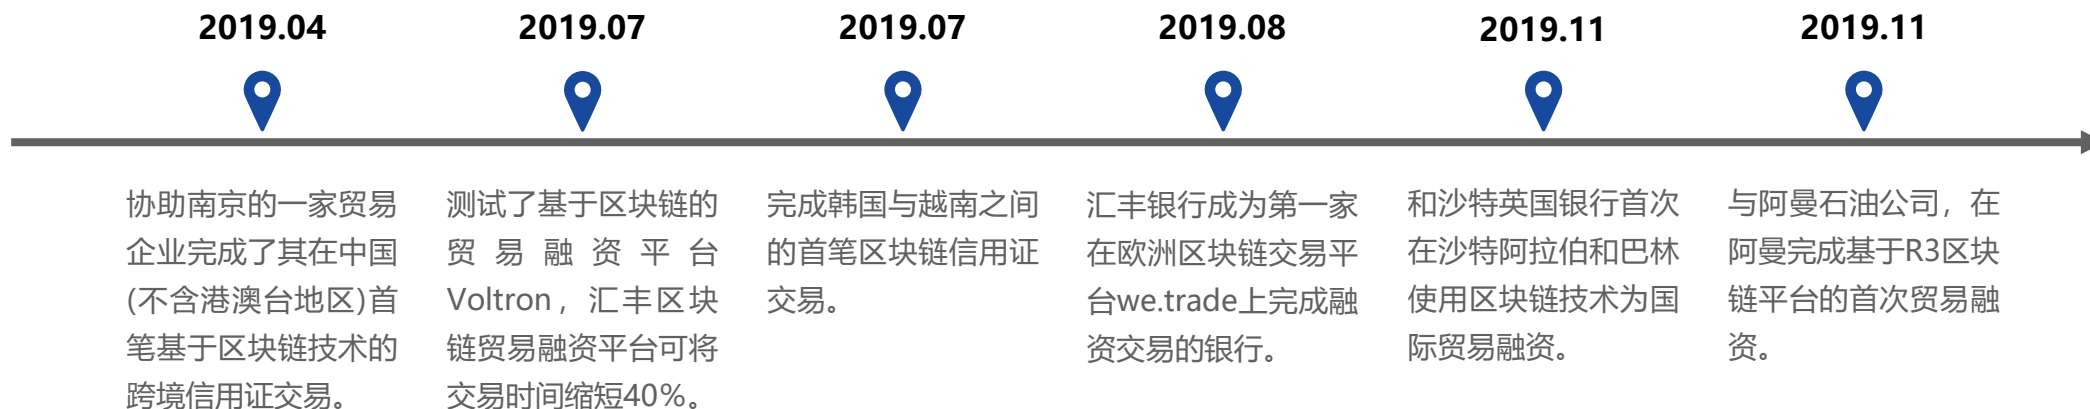 2019.04
协助南京的一家贸易
企业完成了其在中国
(不含港澳台地区)首
笔基于区块链技术的
跨境信用证交易。
2019.07
测试了基于区块链的
贸易融资平台
Voltron，汇丰区块
链贸易融资平台可将
交易时间缩短40%。
2019.07
完成韩国与越南之间
的首笔区块链信用证
交易。
2019.08
汇丰银行成为第一家
在欧洲区块链交易平
台we.trade上完成融
资交易的银行。
2019.11
和沙特英国银行首次
在沙特阿拉伯和巴林
使用区块链技术为国
际贸易融资。
2019.11
与阿曼石油公司，在
阿曼完成基于R3区块
链平台的首次贸易融
资。